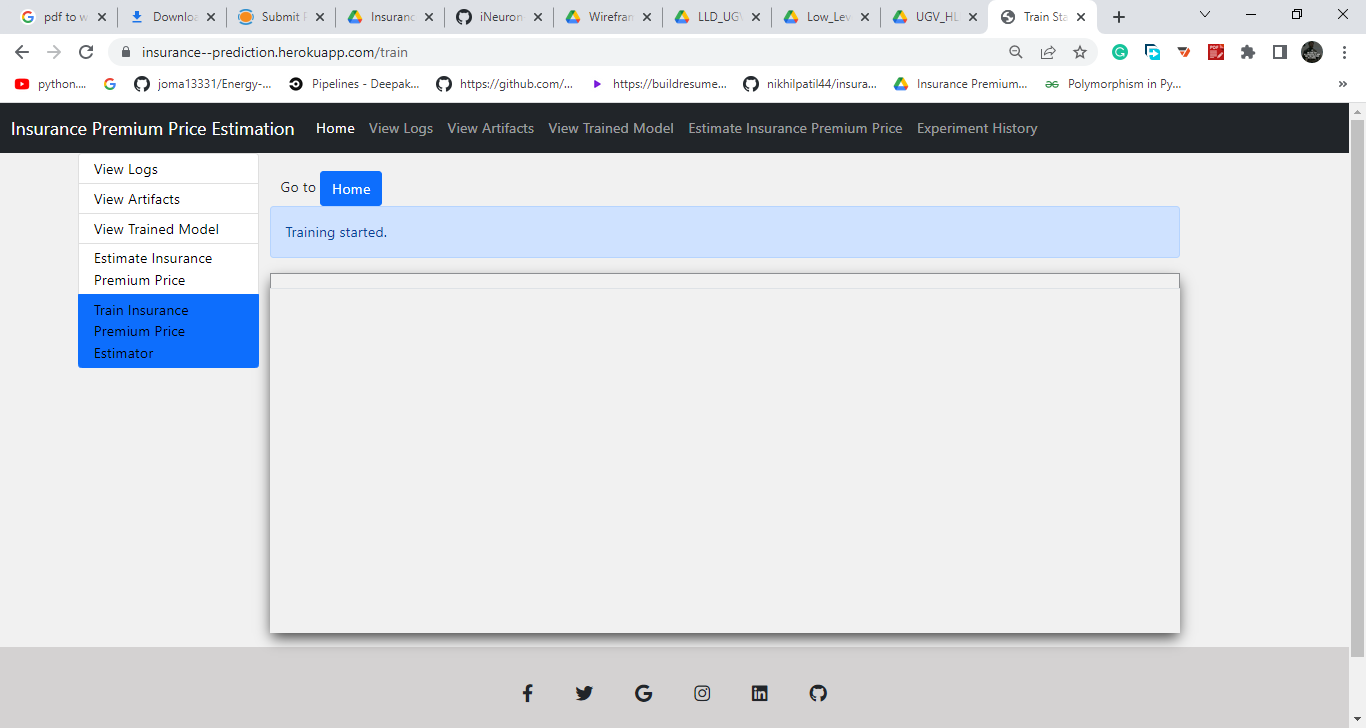 pdf to w
Downloa
Submit P
Insuranc
iNeuron
Wirefran
LLD_UGV
Low_Lev
UGV_HL
Train Sta
insurance--prediction.herokuapp.com/train
python....
joma13331/Energy-...
Pipelines - Deepak...
https://github.com/...
https://buildresume...
nikhilpatil44/insura...
Insurance Premium...
Polymorphism in Py...
»
Insurance Premium Price Estimation Home View Logs View Artifacts View Trained Model Estimate Insurance Premium Price Experiment History
View Logs
View Artifacts
View Trained Model
Estimate Insurance
Premium Price
Train Insurance
Premium Price
Estimator
Go to Home
Training started.